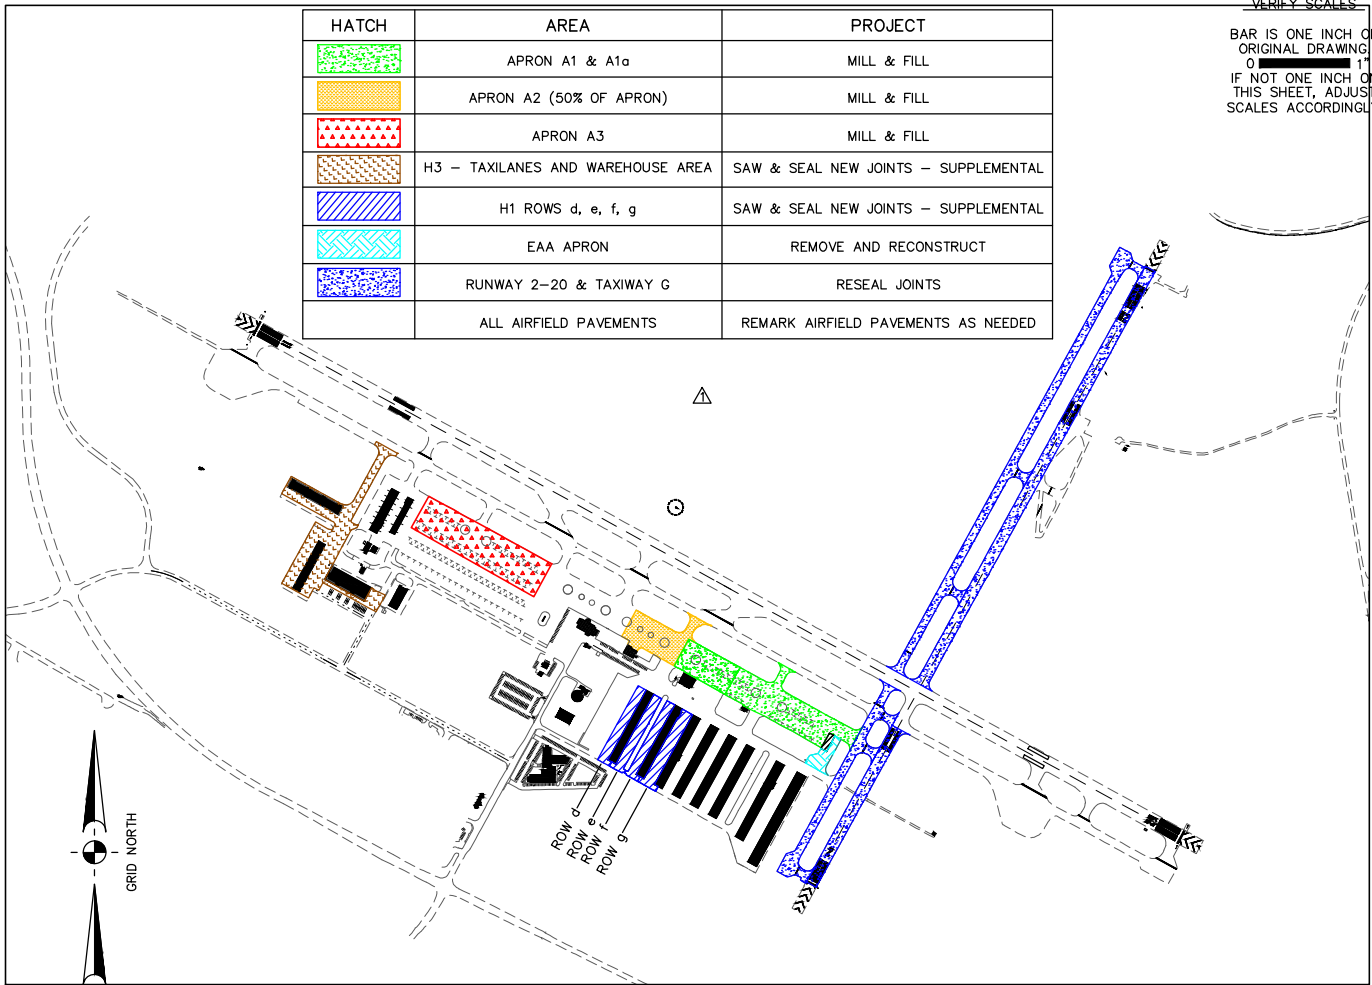 HATCH AREA PROJECT
APRON A1 & A1a MILL & FILL
APRON A2 (50% OF APRON) MILL & FILL
APRON A3 MILL & FILL
H3 – TAXILANES AND WAREHOUSE AREA SAW & SEAL NEW JOINTS – SUPPLEMENTAL
H1 ROWS d, e, f, g SAW & SEAL NEW JOINTS – SUPPLEMENTAL
EAA APRON REMOVE AND RECONSTRUCT
RUNWAY 2–20 & TAXIWAY G RESEAL JOINTS
ALL AIRFIELD PAVEMENTS REMARK AIRFIELD PAVEMENTS AS NEEDED
VERIFY SCALES
BAR IS ONE INCH O
ORIGINAL DRAWING
0 1"
IF NOT ONE INCH O
THIS SHEET, ADJUS
SCALES ACCORDINGL
1
ROW d
ROW e
ROW f
ROW g
GRID NORTH